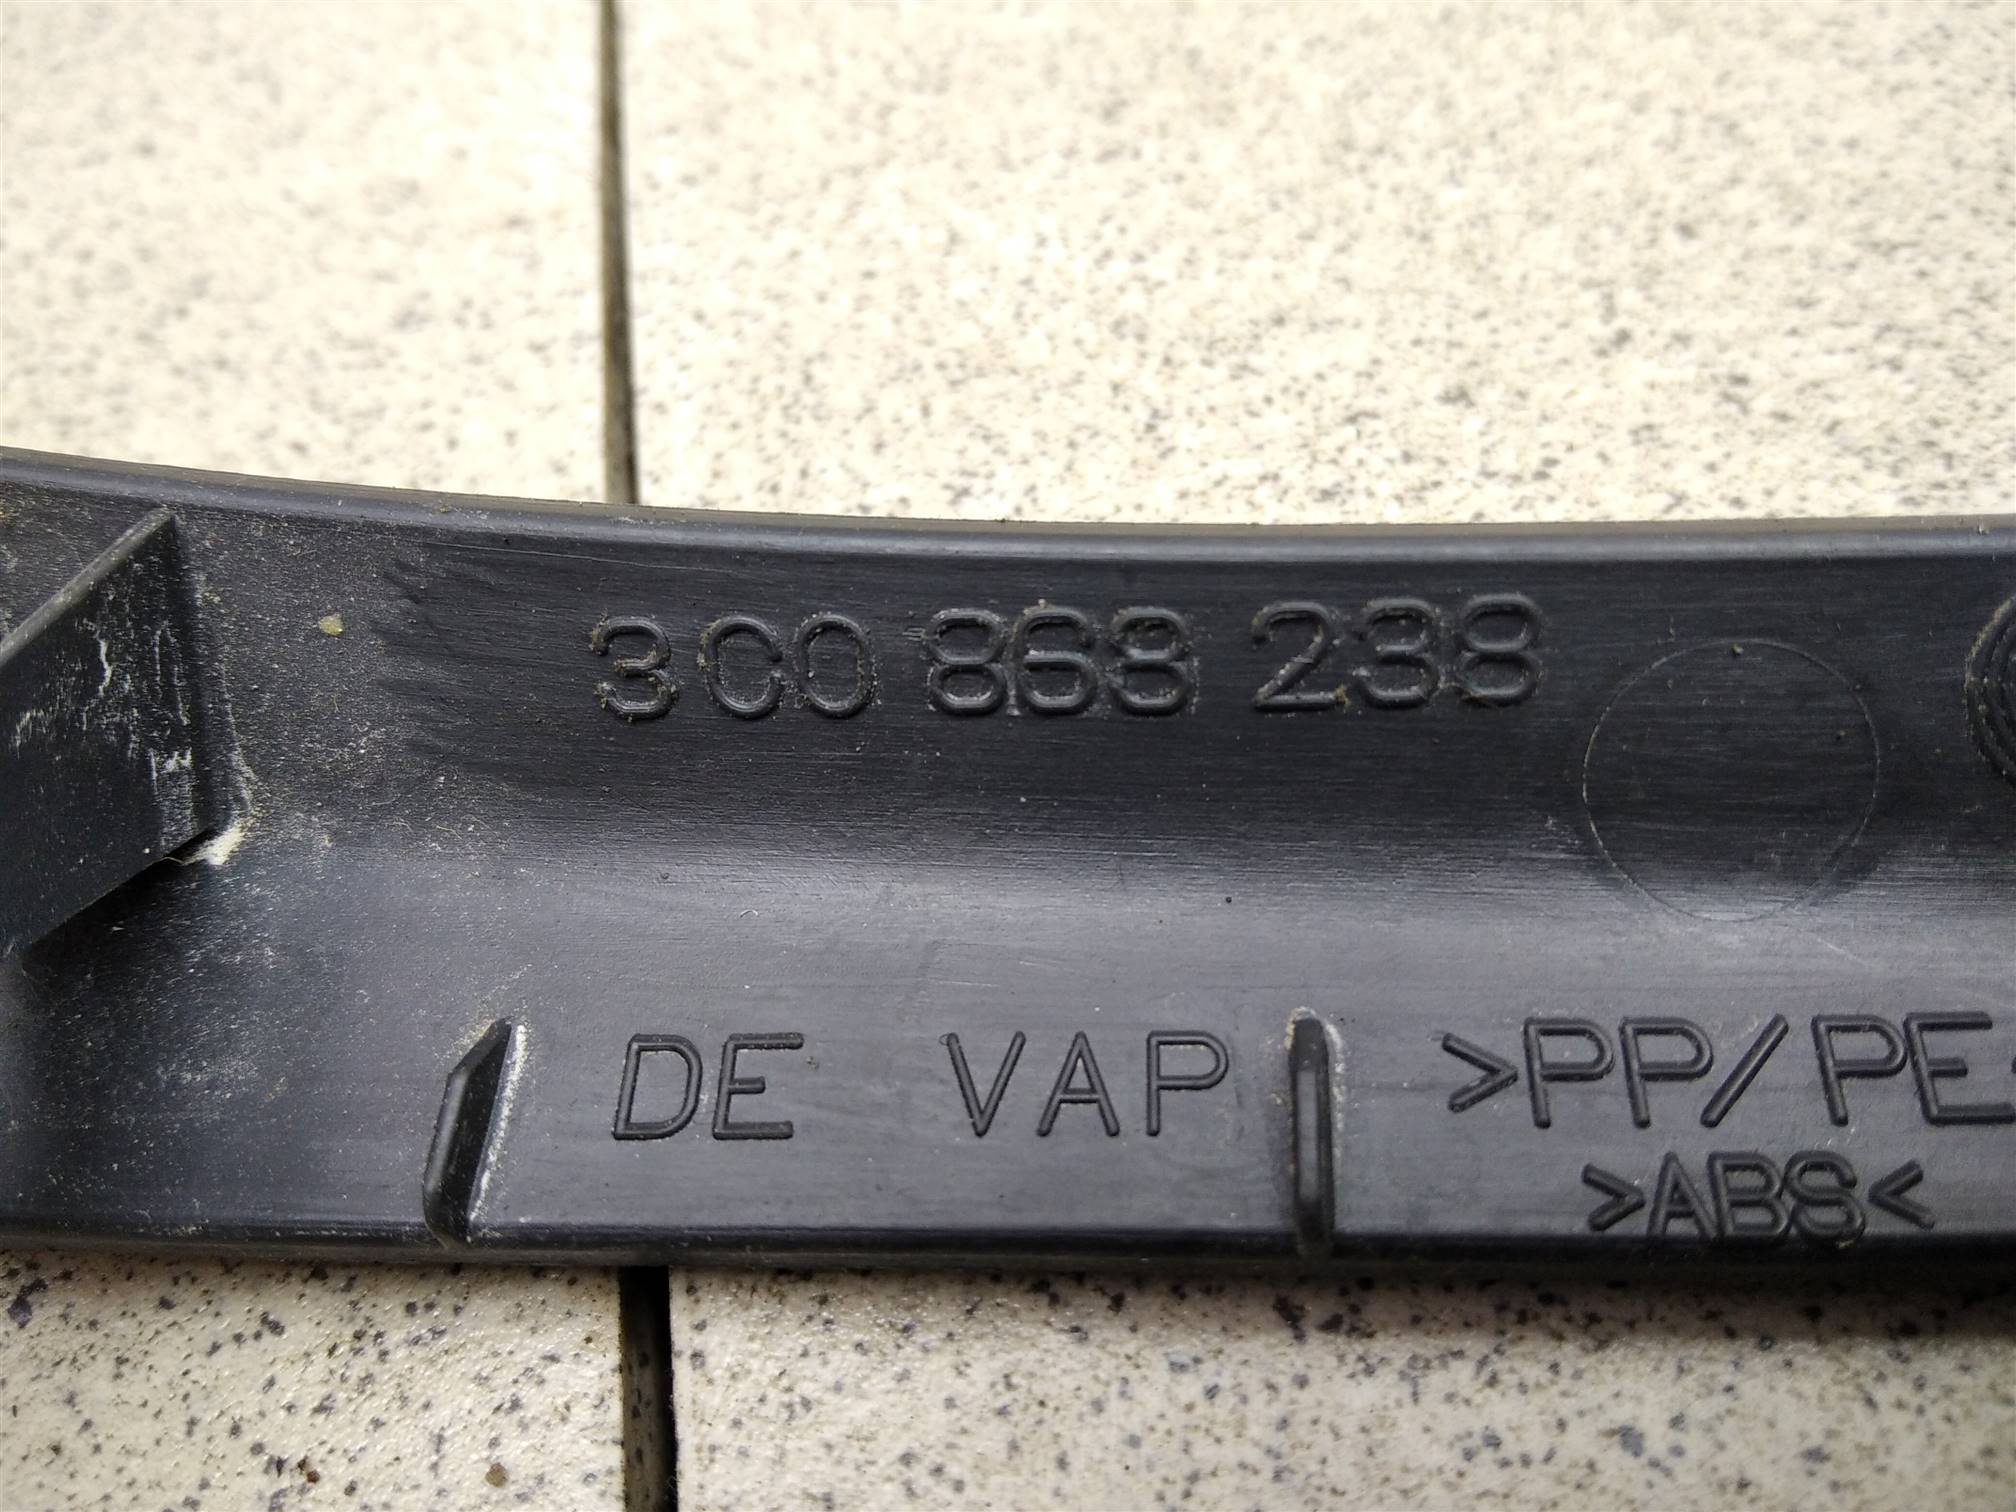 3C0 868 238
DE VAP >PP/PE
>ABS<